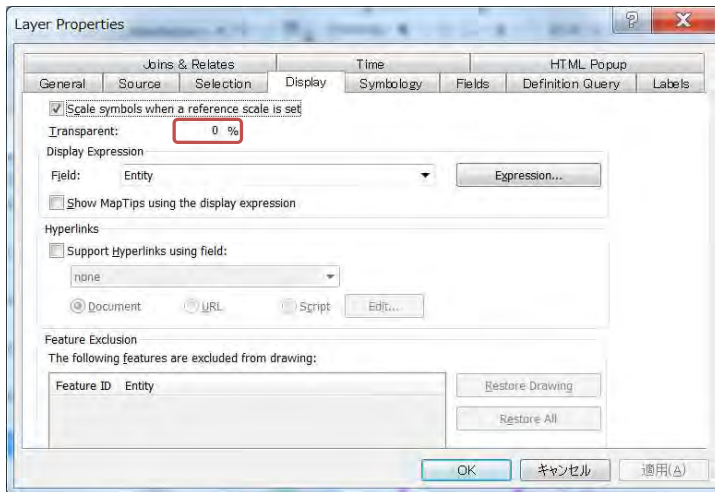 Layer Properties
Joins & Relates Time HTML Popup
General Source Selection Display Symbology Fields Definition Query Labels
Scale symbols when a reference scale is set
Transparent: 0 %
Display Expression
Field: Entity Expression...
Show MapTips using the display expression
Hyperlinks
Support Hyperlinks using field:
none
Document URL Script Edit...
Feature Exclusion
The following features are excluded from drawing:
Feature ID Entity Restore Drawing
Restore All
OK キャンセル 適用(A)